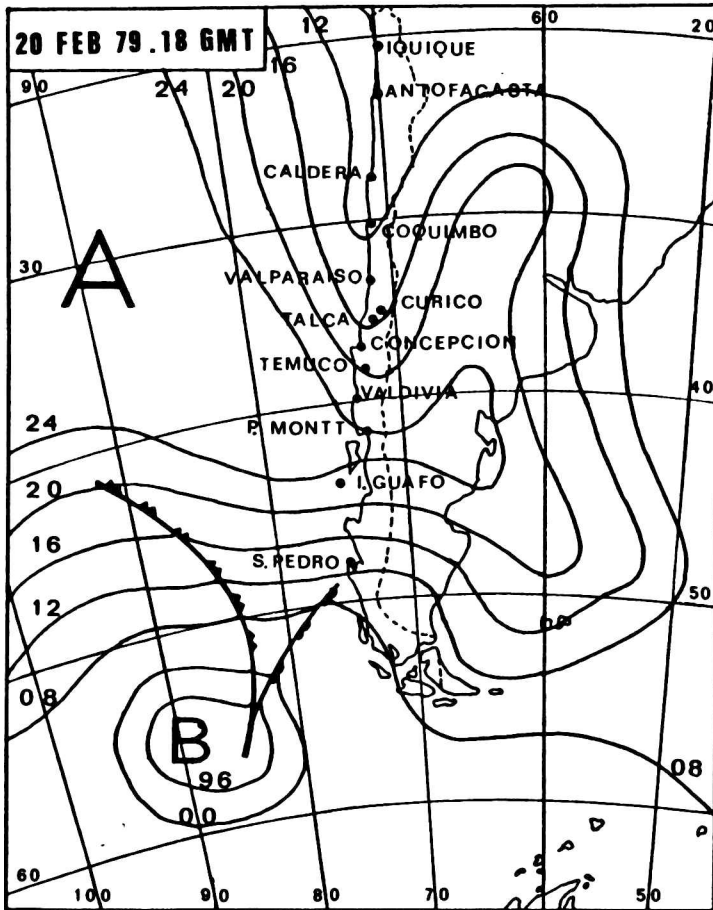 20 FEB 79.18 GMT
12
60
20
16
90
24 20
IQUIQUE
ANTOFAGASTA
CALDERA
COQUIMBO
A
30
VALPARAISO
CURICO
TALCA
CONCEPCION
TEMUCO
VALDIVIA
40
24
P. MONTT
20
I. GUAFO
16
S. PEDRO
50
12
08
B
96
08
00
60
100
90
80
70
50